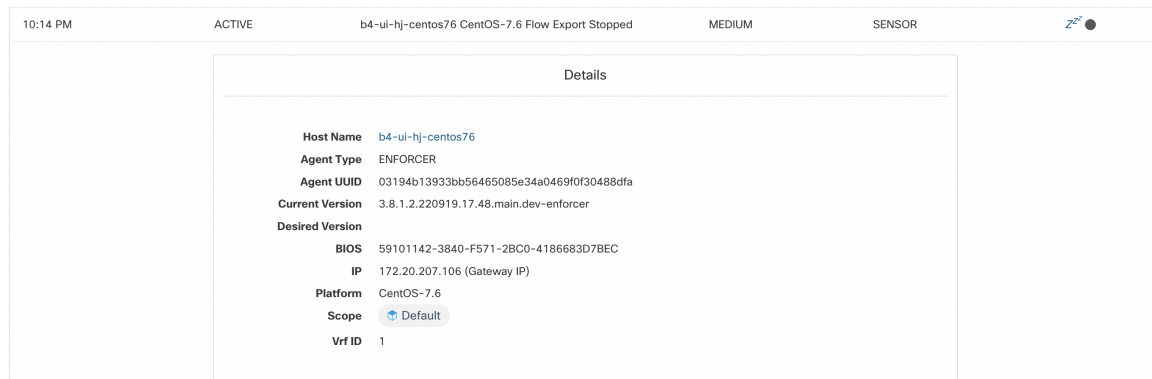 10:14 PM ACTIVE b4-ui-hj-centos76 CentOS-7.6 Flow Export Stopped MEDIUM SENSOR zzz
Details
Host Name b4-ui-hj-centos76
Agent Type ENFORCER
Agent UUID 03194b13933bb56465085e34a0469f0f30488dfa
Current Version 3.8.1.2.220919.17.48.main.dev-enforcer
Desired Version
BIOS 59101142-3840-F571-2BC0-4186683D7BEC
IP 172.20.207.106 (Gateway IP)
Platform CentOS-7.6
Scope Default
Vrf ID 1